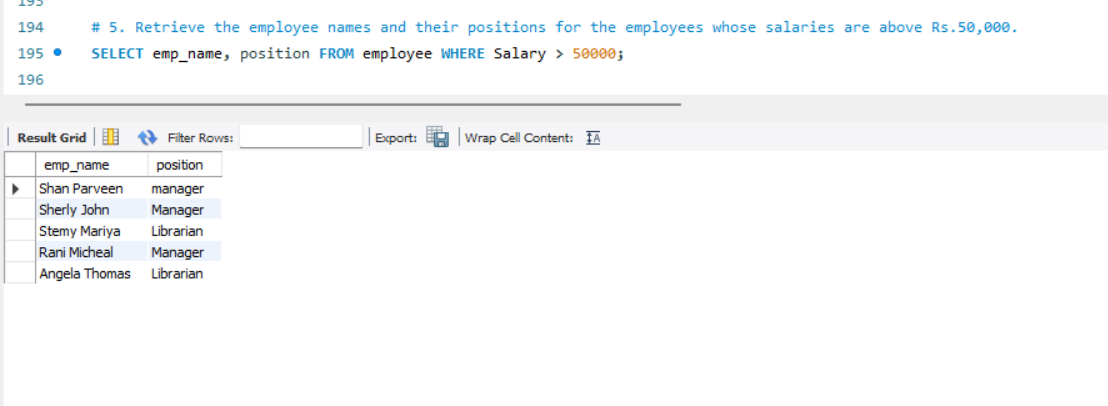 193
194 # 5. Retrieve the employee names and their positions for the employees whose salaries are above Rs.50,000.
195 SELECT emp_name, position FROM employee WHERE Salary > 50000;
196
Result Grid Filter Rows: Export: Wrap Cell Content: IA
emp_name position
Shan Parveen manager
Sherly John Manager
Stemy Mariya Librarian
Rani Micheal Manager
Angela Thomas Librarian